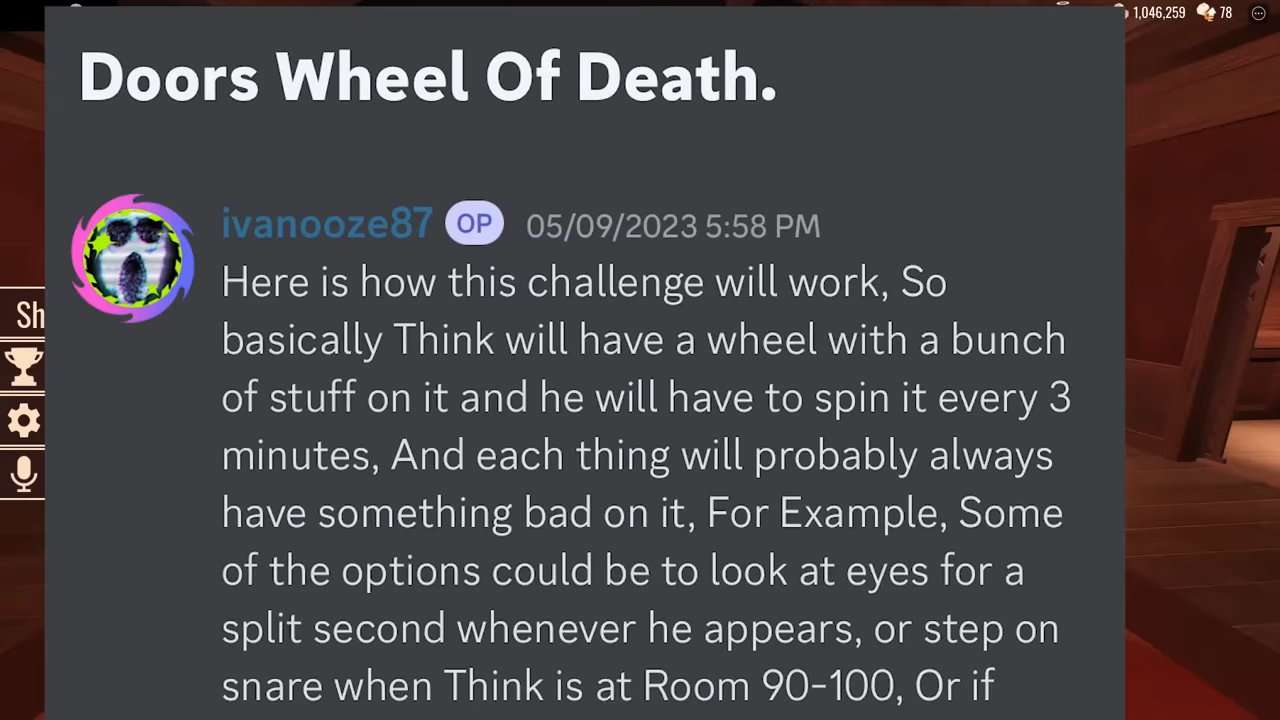 1,046,259 78
Doors Wheel Of Death.
ivanooze87 OP 05/09/2023 5:58 PM
Here is how this challenge will work, So
basically Think will have a wheel with a bunch
of stuff on it and he will have to spin it every 3
minutes, And each thing will probably always
have something bad on it, For Example, Some
of the options could be to look at eyes for a
split second whenever he appears, or step on
snare when Think is at Room 90-100, Or if
Sh